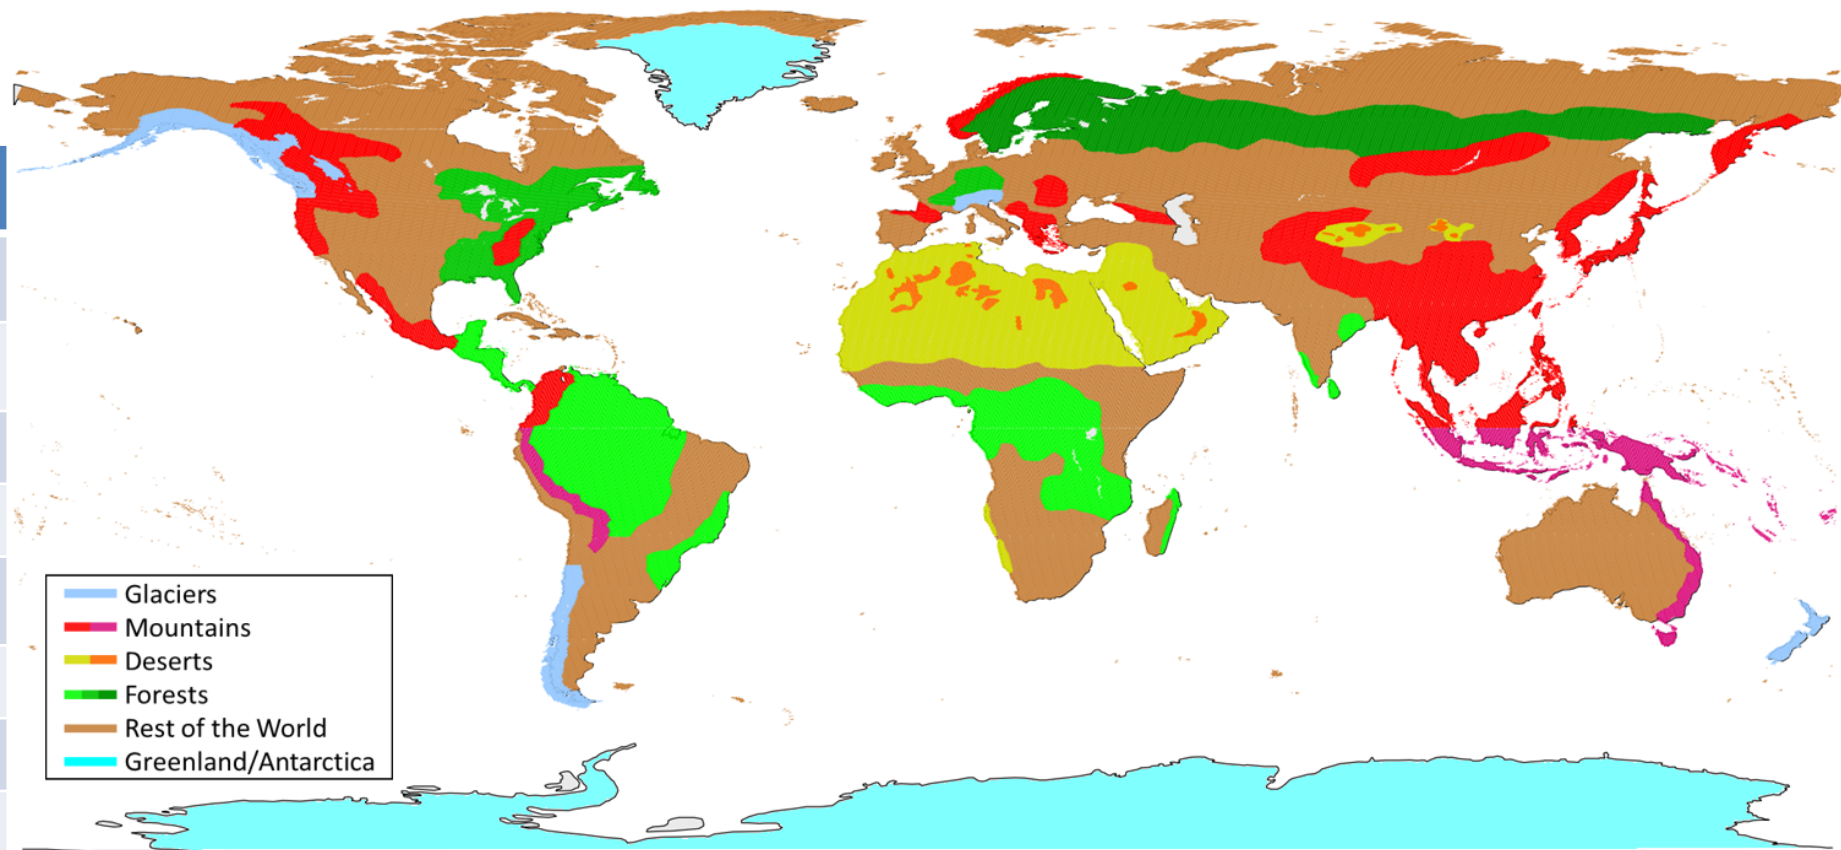 Glaciers
Mountains
Deserts
Forests
Rest of the World
Greenland/Antarctica